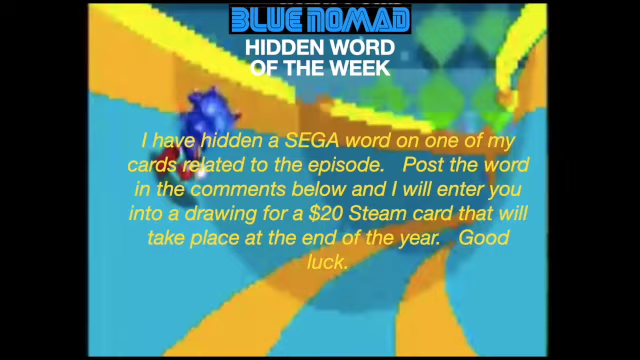 BLUE NOMAD
HIDDEN WORD
OF THE WEEK
I have hidden a SEGA word on one of my
cards related to the episode. Post the word
in the comments below and I will enter you
into a drawing for a $20 Steam card that will
take place at the end of the year. Good
luck.